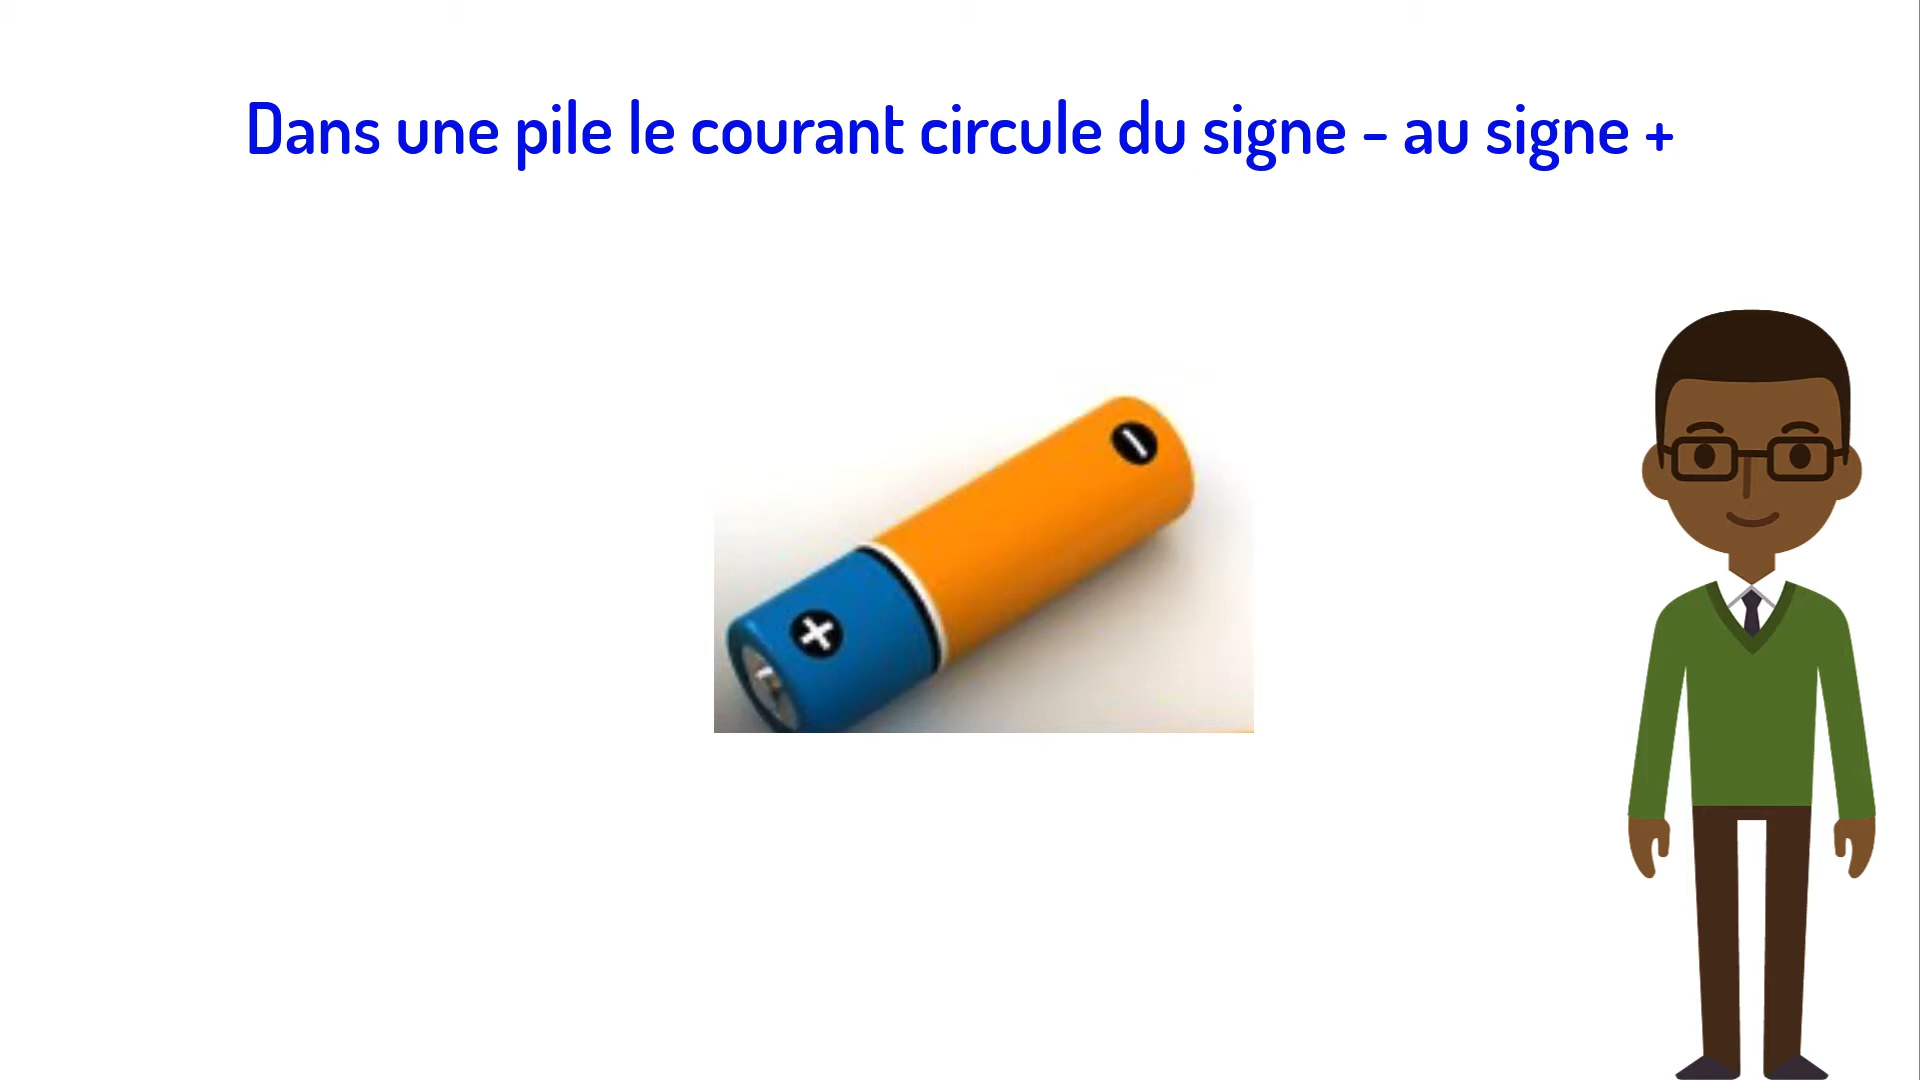 Dans une pile le courant circule du signe - au signe +
-
+